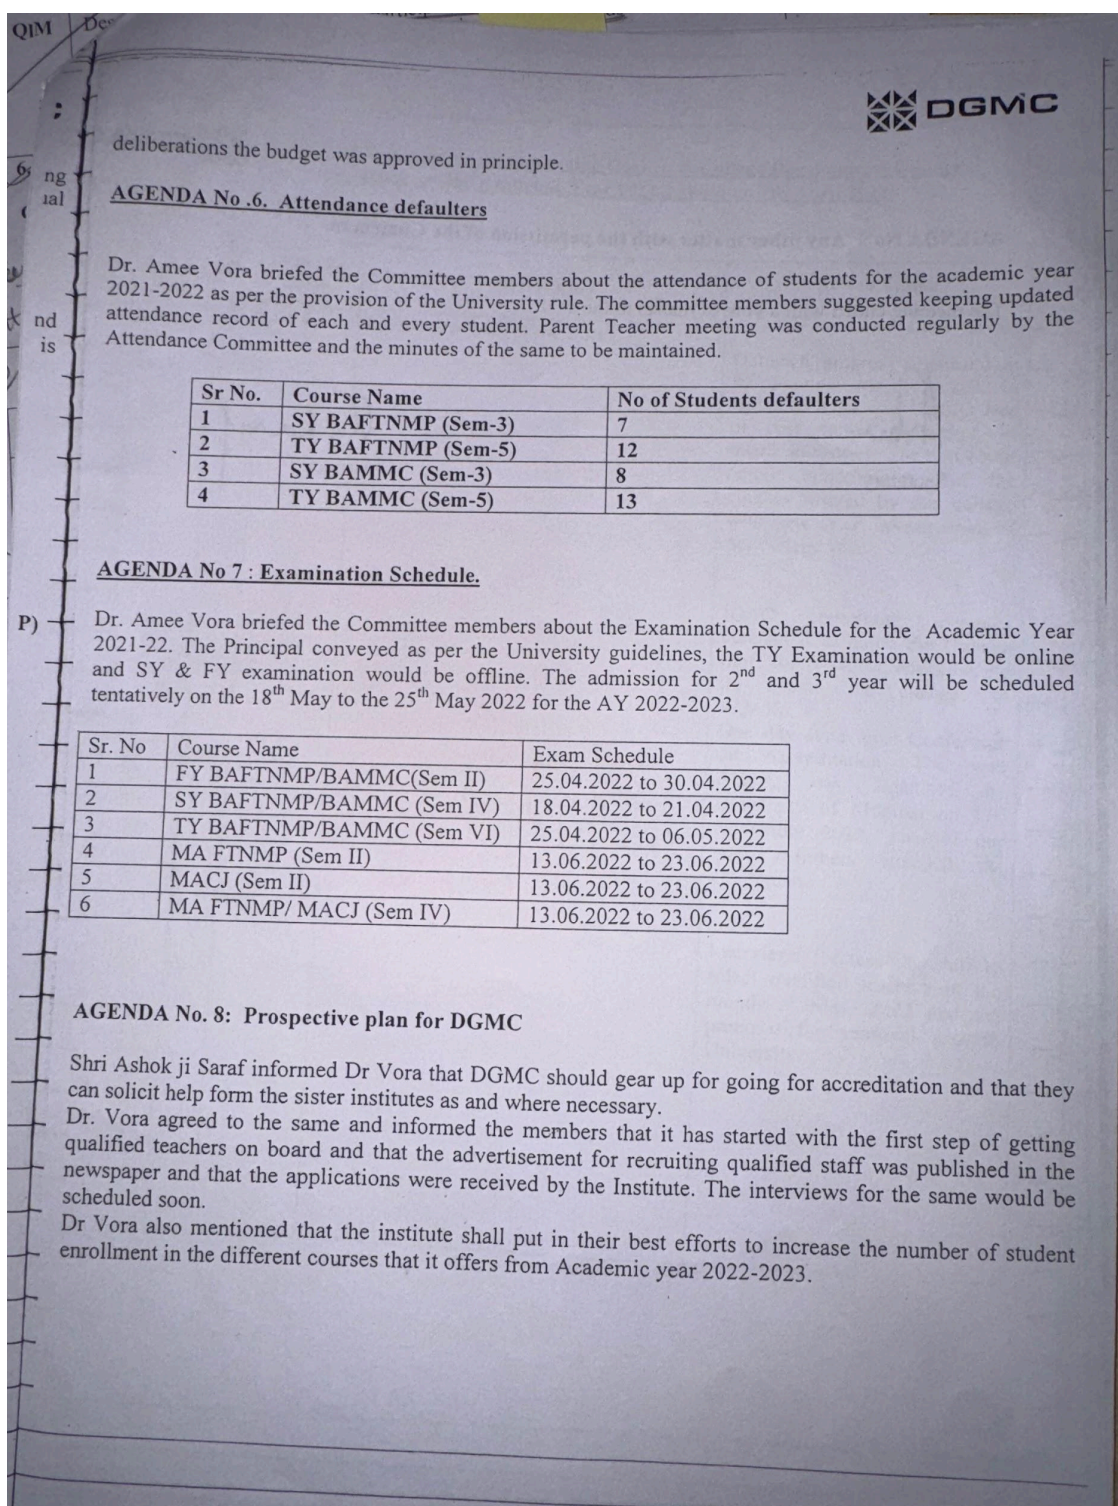 QIM Des
DGMC
deliberations the budget was approved in principle.
ng
ial
AGENDA No .6. Attendance defaulters
Dr. Amee Vora briefed the Committee members about the attendance of students for the academic year
2021-2022 as per the provision of the University rule. The committee members suggested keeping updated
nd
attendance record of each and every student. Parent Teacher meeting was conducted regularly by the
is
Attendance Committee and the minutes of the same to be maintained.
Sr No. Course Name No of Students defaulters
1 SY BAFTNMP (Sem-3) 7
2 TY BAFTNMP (Sem-5) 12
3 SY BAMMC (Sem-3) 8
4 TY BAMMC (Sem-5) 13
AGENDA No 7 : Examination Schedule.
P)
Dr. Amee Vora briefed the Committee members about the Examination Schedule for the Academic Year
2021-22. The Principal conveyed as per the University guidelines, the TY Examination would be online
and SY & FY examination would be offline. The admission for 2nd and 3rd year will be scheduled
tentatively on the 18th May to the 25th May 2022 for the AY 2022-2023.
Sr. No Course Name Exam Schedule
1 FY BAFTNMP/BAMMC(Sem II) 25.04.2022 to 30.04.2022
2 SY BAFTNMP/BAMMC (Sem IV) 18.04.2022 to 21.04.2022
3 TY BAFTNMP/BAMMC (Sem VI) 25.04.2022 to 06.05.2022
4 MA FTNMP (Sem II) 13.06.2022 to 23.06.2022
5 MACJ (Sem II) 13.06.2022 to 23.06.2022
6 MA FTNMP/ MACJ (Sem IV) 13.06.2022 to 23.06.2022
AGENDA No. 8: Prospective plan for DGMC
Shri Ashok ji Saraf informed Dr Vora that DGMC should gear up for going for accreditation and that they
can solicit help form the sister institutes as and where necessary.
Dr. Vora agreed to the same and informed the members that it has started with the first step of getting
qualified teachers on board and that the advertisement for recruiting qualified staff was published in the
newspaper and that the applications were received by the Institute. The interviews for the same would be
scheduled soon.
Dr Vora also mentioned that the institute shall put in their best efforts to increase the number of student
enrollment in the different courses that it offers from Academic year 2022-2023.